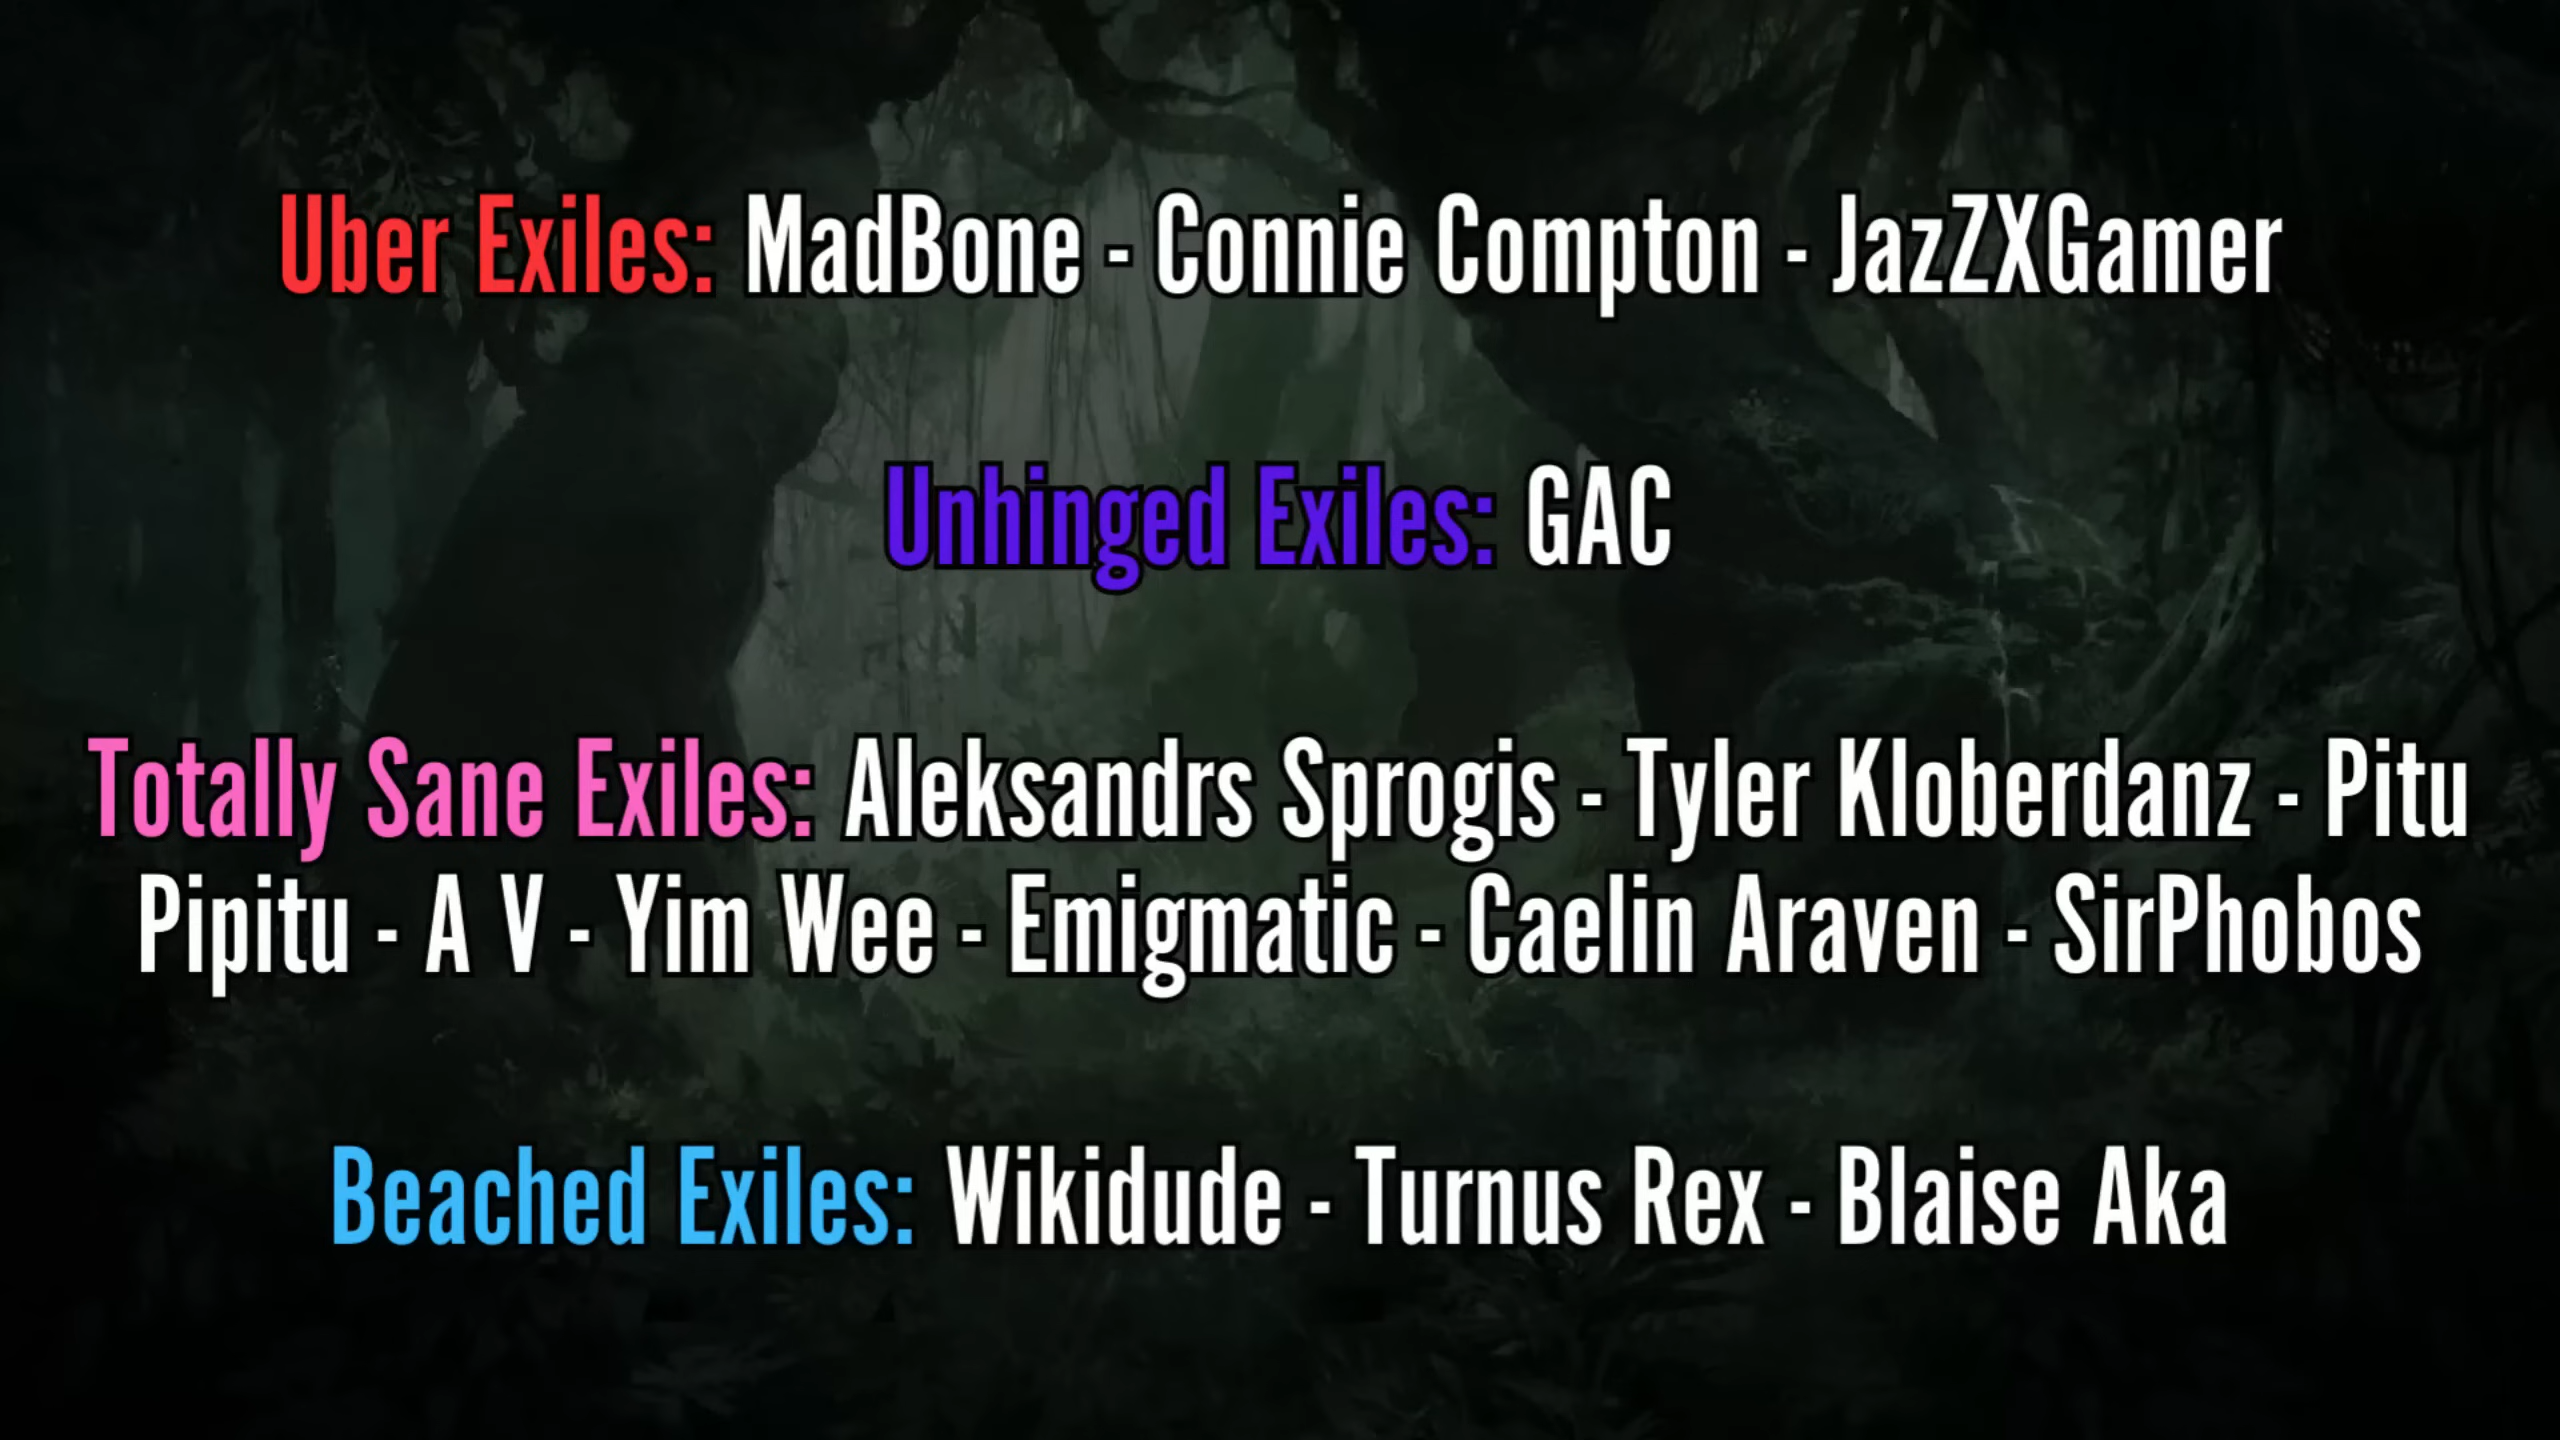 Uber Exiles: MadBone - Connie Compton - JazZXGamer
Unhinged Exiles: GAC
Totally Sane Exiles: Aleksandrs Sprogis - Tyler Kloberdanz - Pitu
Pipitu - A V - Yim Wee - Emigmatic - Caelin Araven - SirPhobos
Beached Exiles: Wikidude - Turnus Rex - Blaise Aka